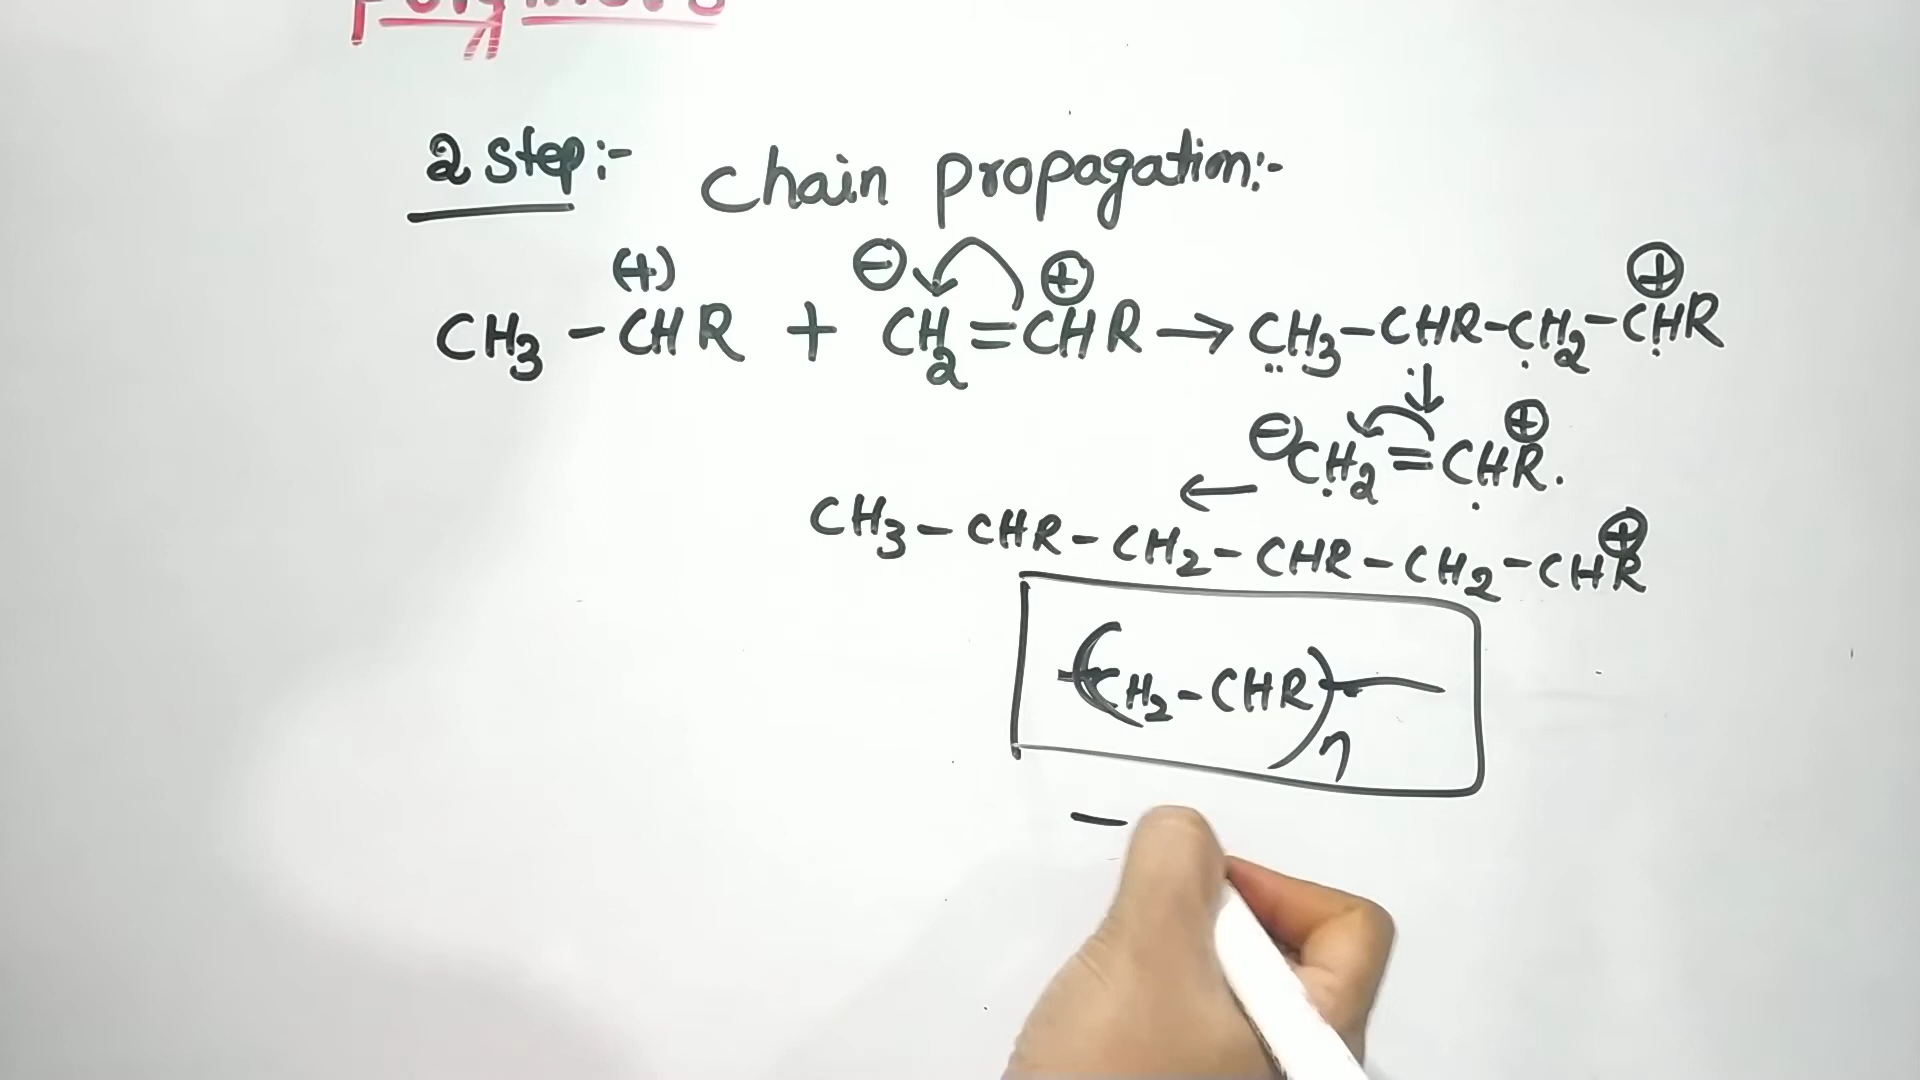 2 step:- Chain propagation:-
(+) ⊖ ⊕ ⊕
CH₃ - CHR + CH₂ = CHR → CH₃ - CHR - CH₂ - CHR
↓
⊖ ⊕
CH₂ = CHR.
←
⊕
CH₃ - CHR - CH₂ - CHR - CH₂ - CHR
-(CH₂ - CHR)-n